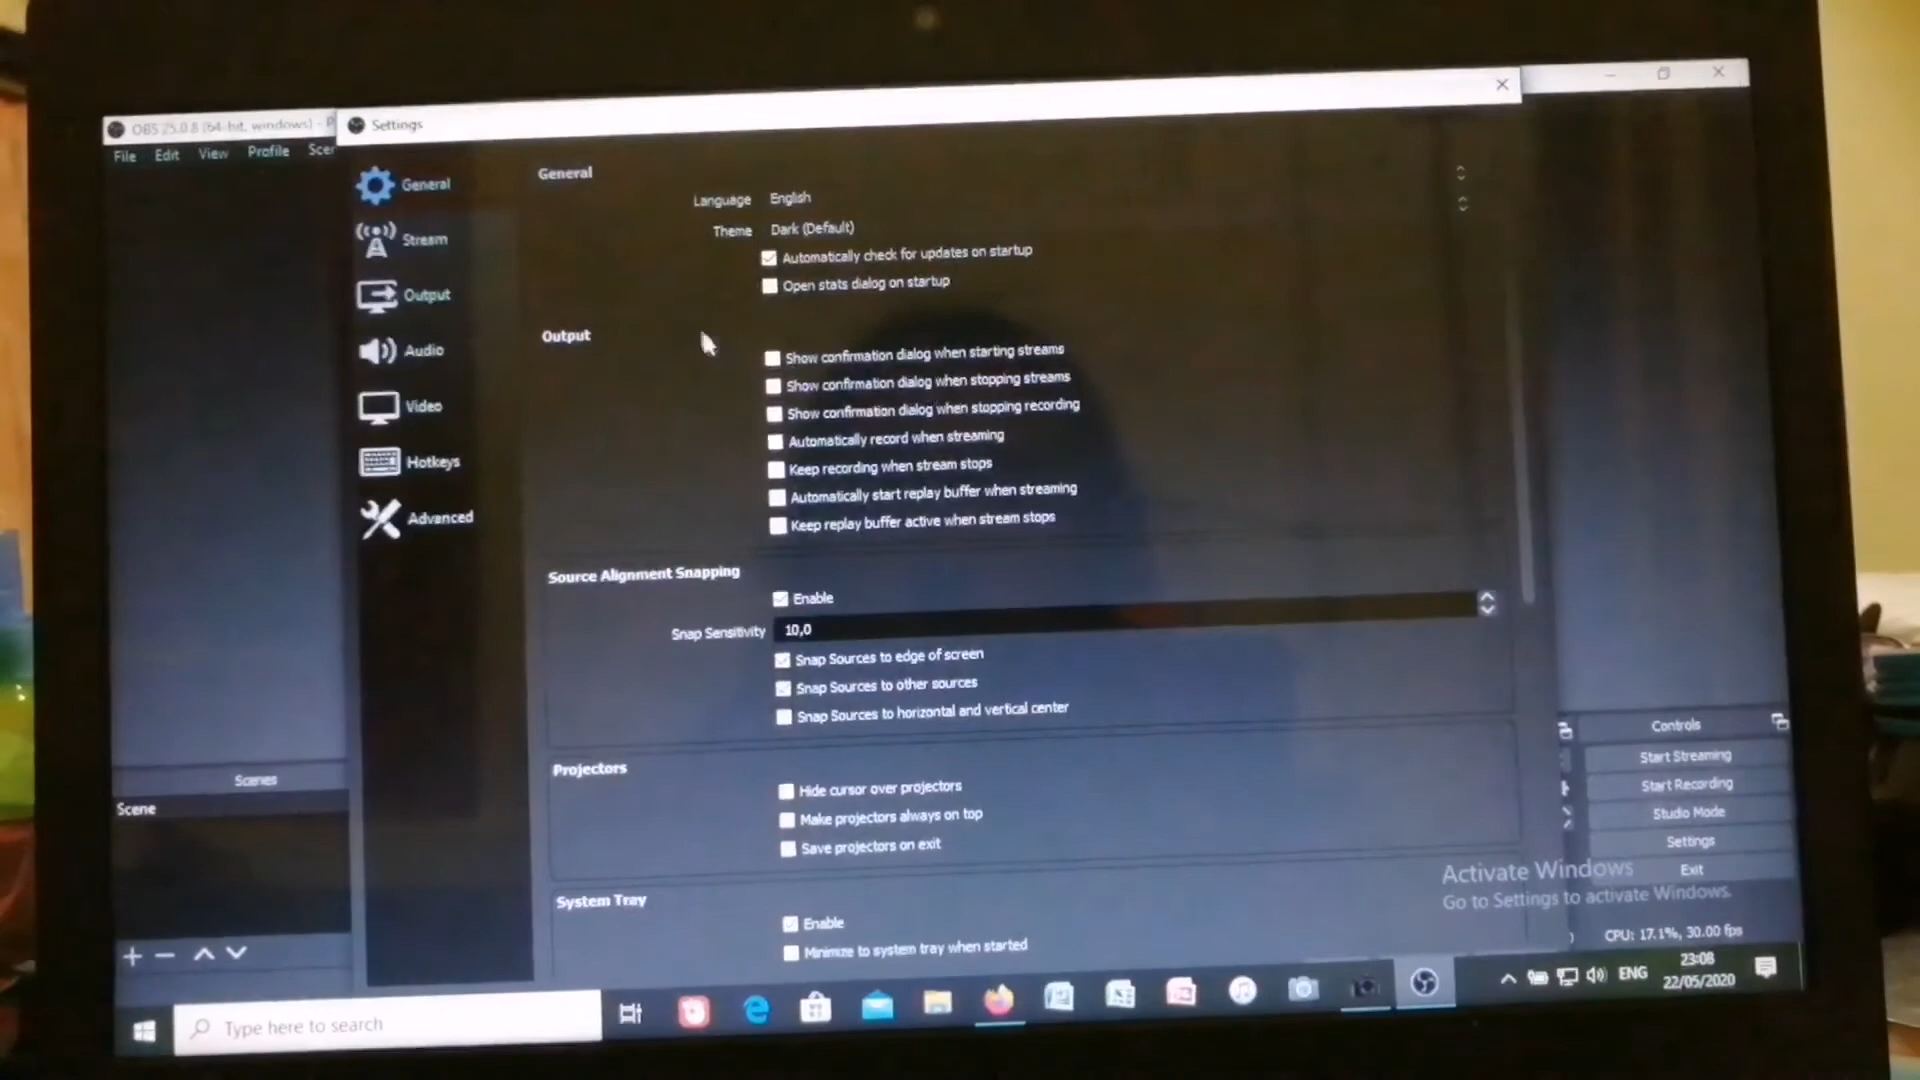 OBS 25.0.8 (64-bit, windows) - P
Settings
File Edit View Profile Scer
General
Stream
Output
Audio
Video
Hotkeys
Advanced
General
Language English
Theme Dark (Default)
Automatically check for updates on startup
Open stats dialog on startup
Output
Show confirmation dialog when starting streams
Show confirmation dialog when stopping streams
Show confirmation dialog when stopping recording
Automatically record when streaming
Keep recording when stream stops
Automatically start replay buffer when streaming
Keep replay buffer active when stream stops
Source Alignment Snapping
Enable
Snap Sensitivity 10,0
Snap Sources to edge of screen
Snap Sources to other sources
Snap Sources to horizontal and vertical center
Projectors
Hide cursor over projectors
Make projectors always on top
Save projectors on exit
System Tray
Enable
Minimize to system tray when started
Scenes
Scene
Controls
Start Streaming
Start Recording
Studio Mode
Settings
Exit
Activate Windows
Go to Settings to activate Windows.
CPU: 17.1%, 30.00 fps
Type here to search
ENG
23:08
22/05/2020